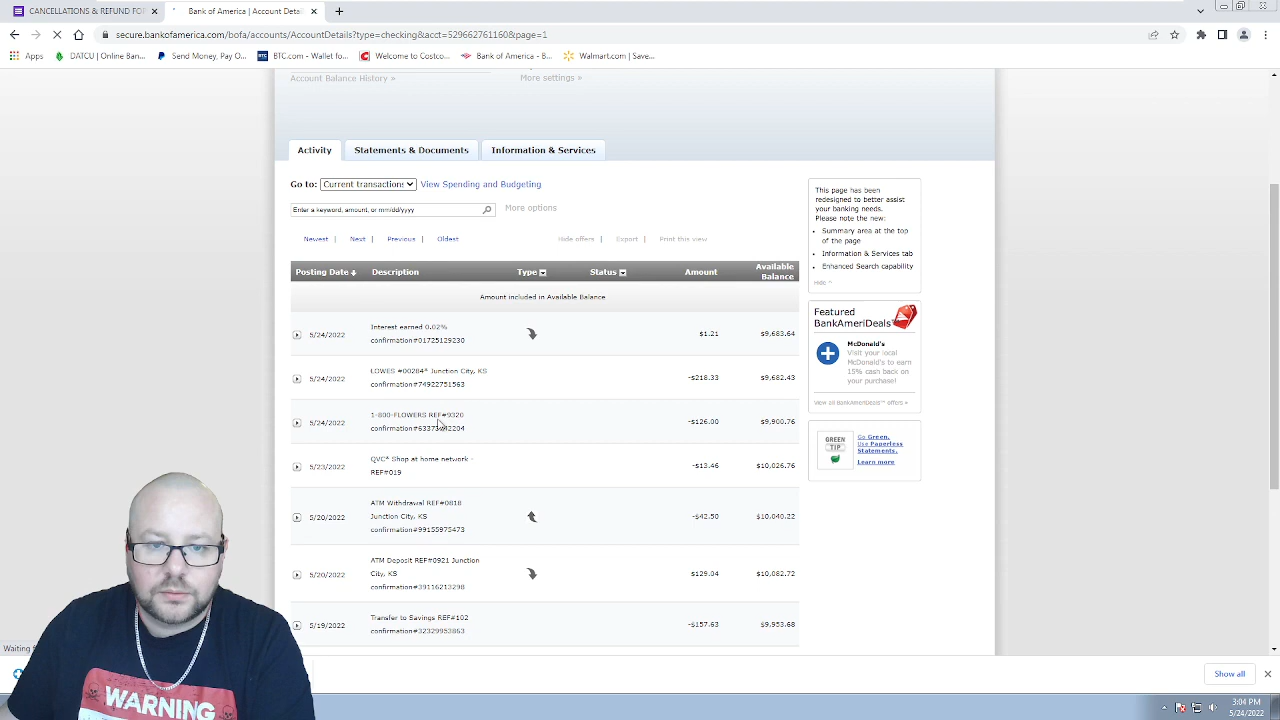 CANCELLATIONS & REFUND FOR
Bank of America | Account Details
secure.bankofamerica.com/bofa/accounts/AccountDetails?type=checking&acct=529662761160&page=1
Apps
DATCU | Online Ban...
Send Money, Pay O...
BTC BTC.com - Wallet fo...
Welcome to Costco...
Bank of America - B...
Walmart.com | Save...
Account Balance History »
More settings »
Activity
Statements & Documents
Information & Services
Go to: Current transactions View Spending and Budgeting
Enter a keyword, amount, or mm/dd/yyyy
More options
Newest | Next | Previous | Oldest
Hide offers | Export | Print this view
Posting Date Description Type Status Amount Available Balance
Amount included in Available Balance
5/24/2022 Interest earned 0.02% $1.21 $9,683.64
confirmation#01725129230
5/24/2022 LOWES #00284* Junction City, KS -$218.33 $9,682.43
confirmation#74922751563
5/24/2022 1-800-FLOWERS REF#9320 -$126.00 $9,900.76
5/23/2022 QVC* Shop at home network - -$13.46 $10,026.76
REF#019
5/20/2022 ATM Withdrawal REF#0818 -$42.50 $10,040.22
Junction City, KS
confirmation#99155975473
5/20/2022 ATM Deposit REF#0921 Junction $129.04 $10,082.72
City, KS
confirmation#39116213298
5/19/2022 Transfer to Savings REF#102 -$157.63 $9,953.68
confirmation#32329953863
This page has been
redesigned to better assist
your banking needs.
Please note the new:
• Summary area at the top
of the page
• Information & Services tab
• Enhanced Search capability
Hide ^
Featured
BankAmeriDeals™
McDonald's
Visit your local
McDonald's to earn
15% cash back on
your purchase!
View all BankAmeriDeals™ offers »
GREEN
TIP
Go Green.
Use Paperless
Statements.
Learn more
Waiting
Show all
3:04 PM
5/24/2022
WARNING